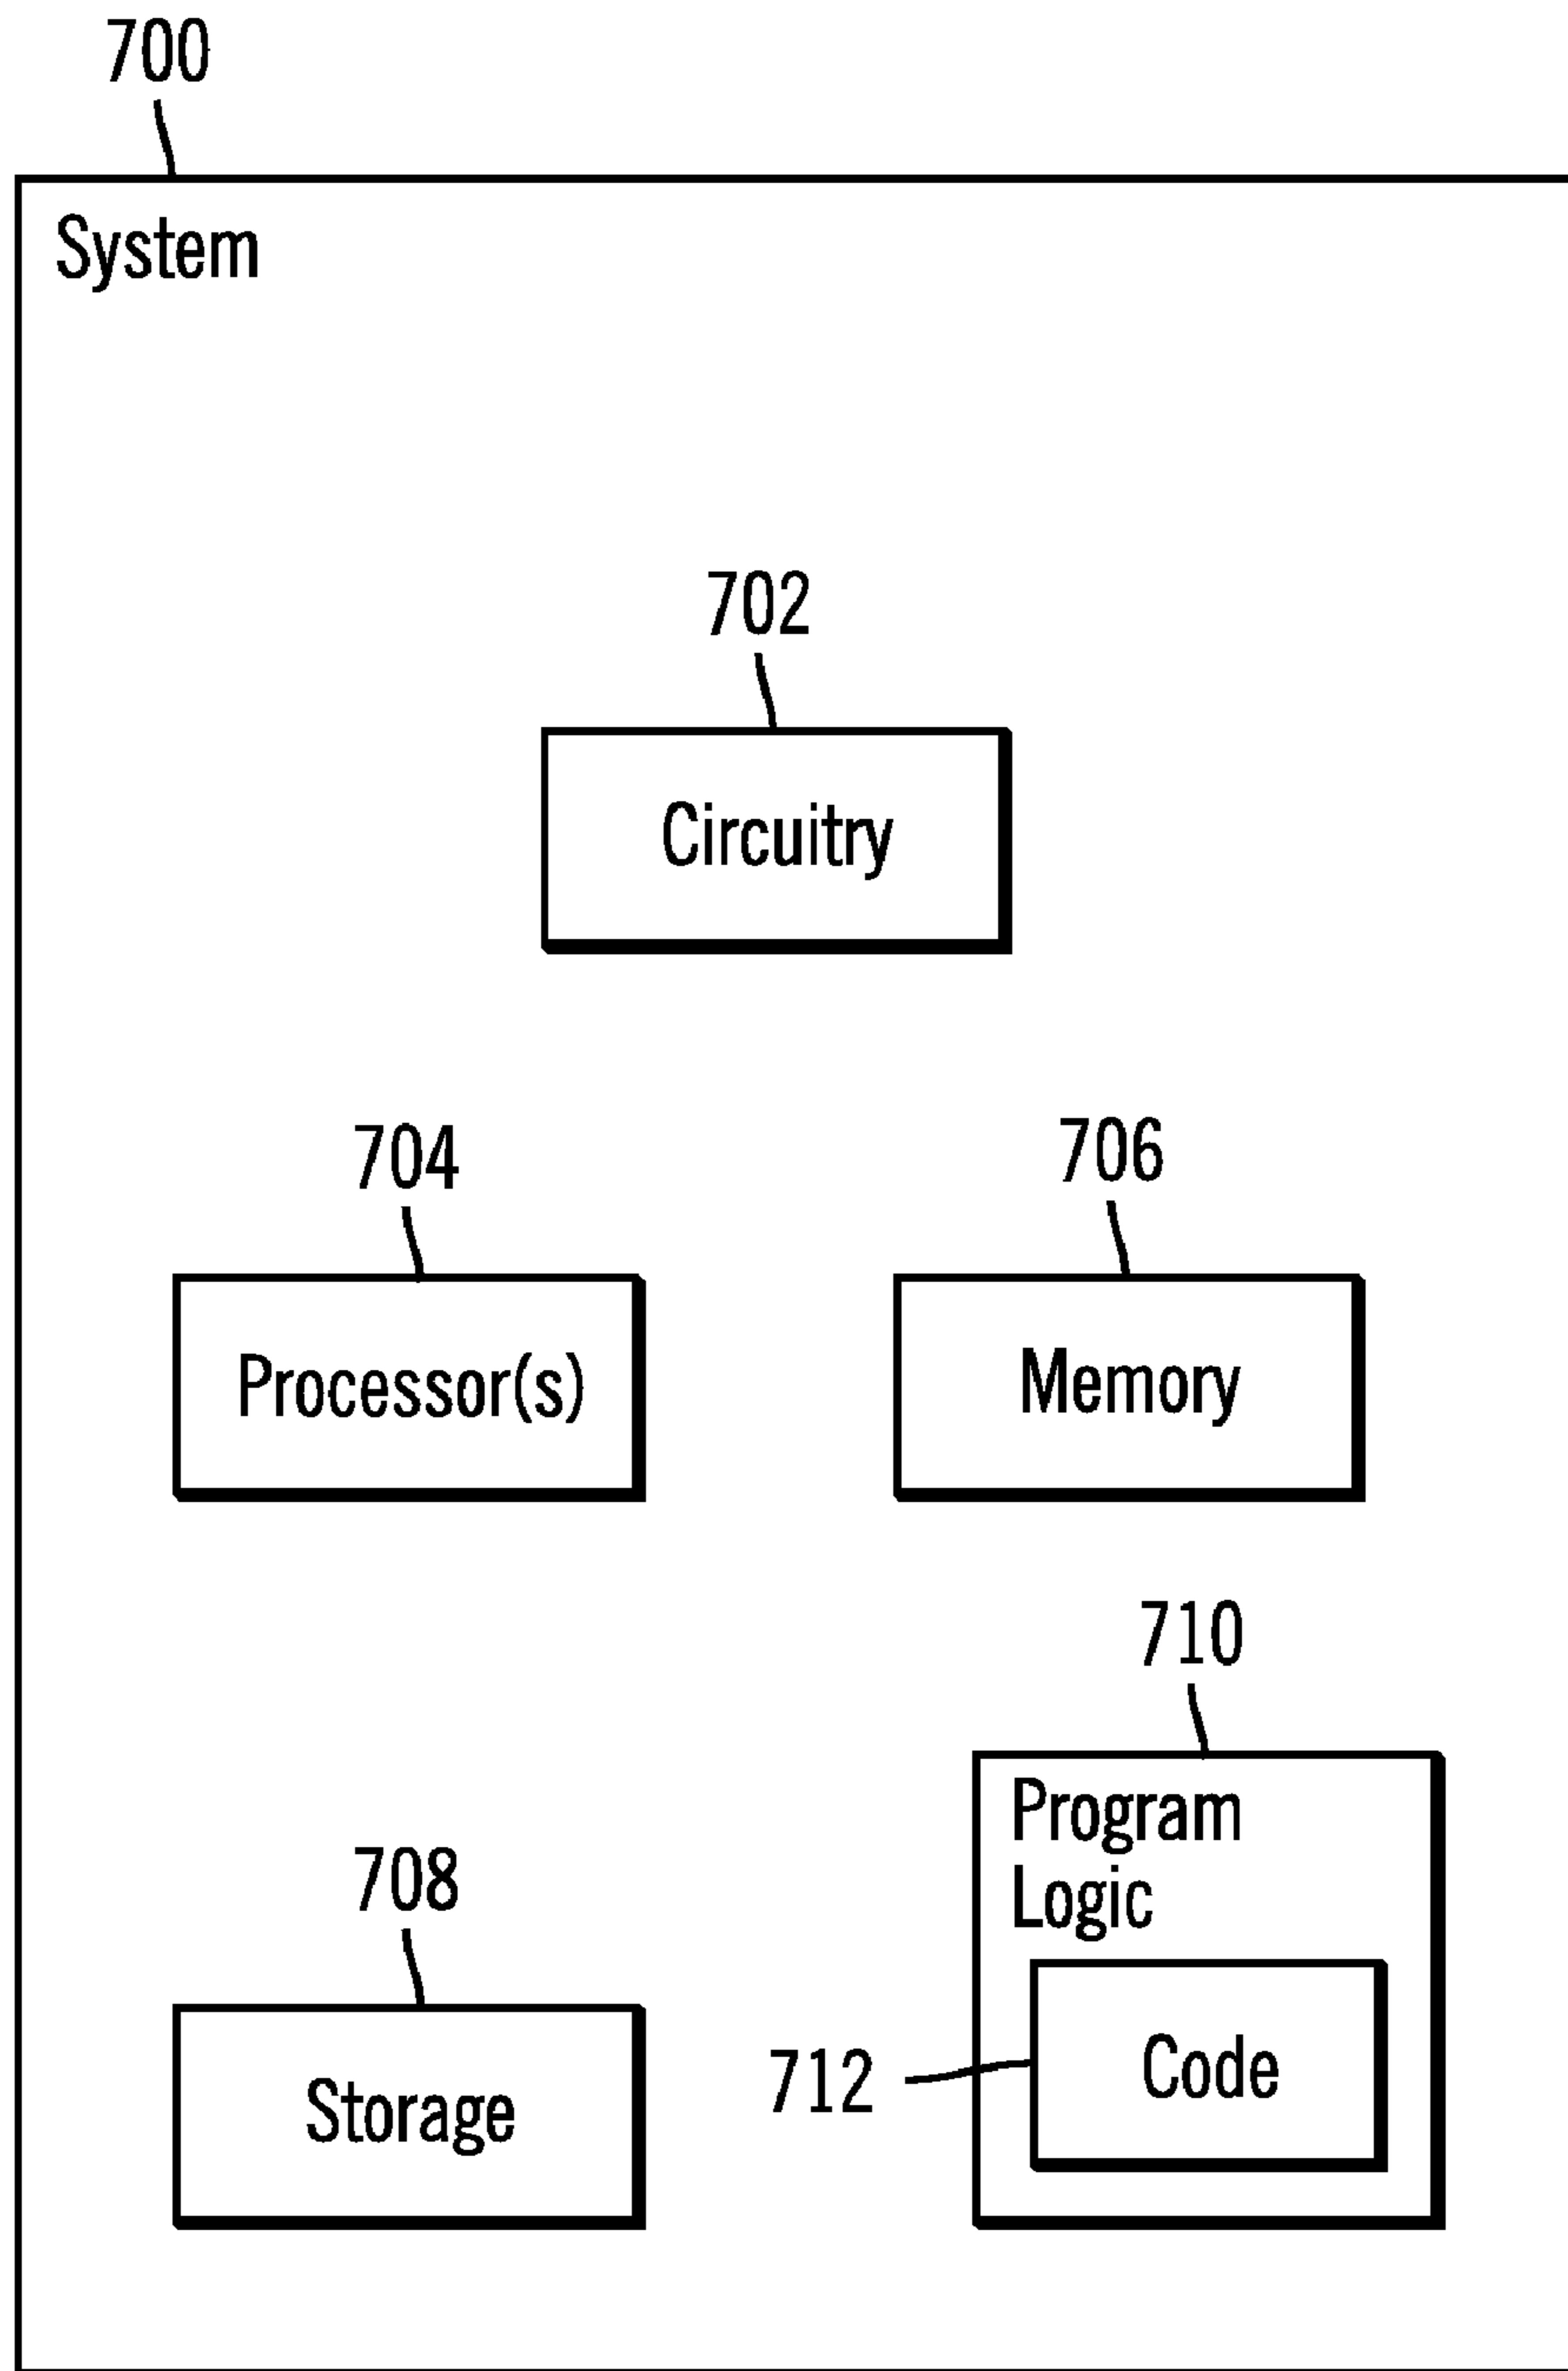 700
System
702
Circuitry
704
706
Processor(s)
Memory
710
Program
Logic
708
712
Code
Storage